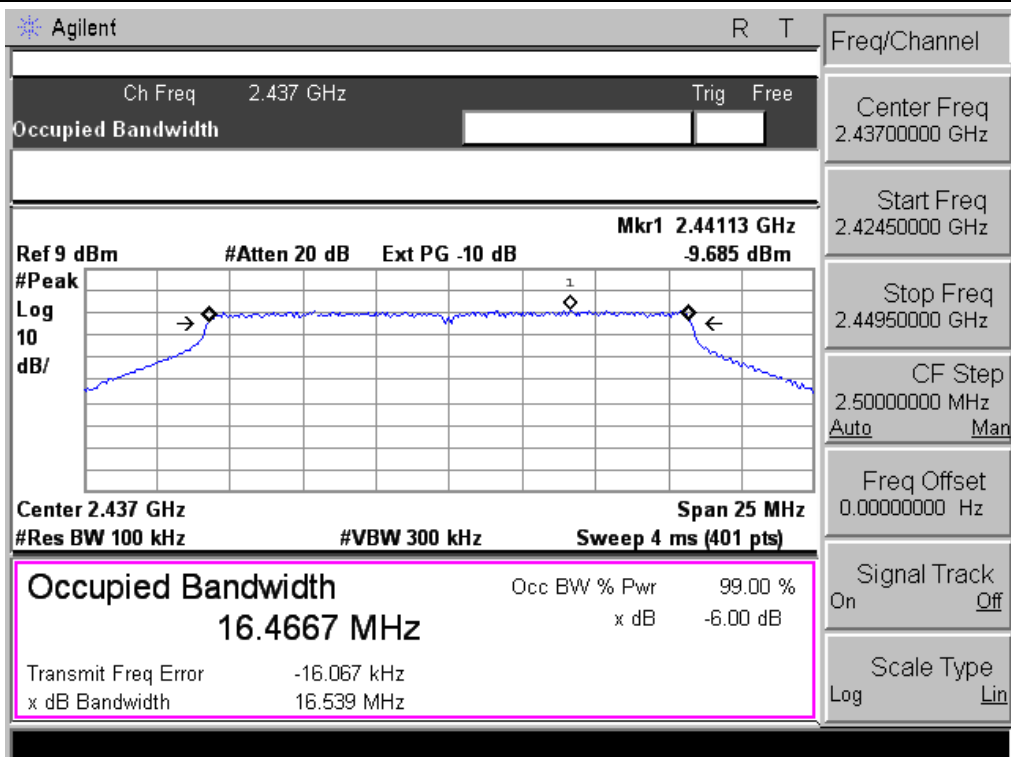 Agilent R T
Ch Freq 2.437 GHz Trig Free
Occupied Bandwidth
Mkr1 2.44113 GHz
Ref 9 dBm #Atten 20 dB Ext PG -10 dB -9.685 dBm
#Peak
Log
10
dB/
1
Center 2.437 GHz Span 25 MHz
#Res BW 100 kHz #VBW 300 kHz Sweep 4 ms (401 pts)
Occupied Bandwidth Occ BW % Pwr 99.00 %
16.4667 MHz x dB -6.00 dB
Transmit Freq Error -16.067 kHz
x dB Bandwidth 16.539 MHz
Freq/Channel
Center Freq
2.43700000 GHz
Start Freq
2.42450000 GHz
Stop Freq
2.44950000 GHz
CF Step
2.50000000 MHz
Auto Man
Freq Offset
0.00000000 Hz
Signal Track
On Off
Scale Type
Log Lin